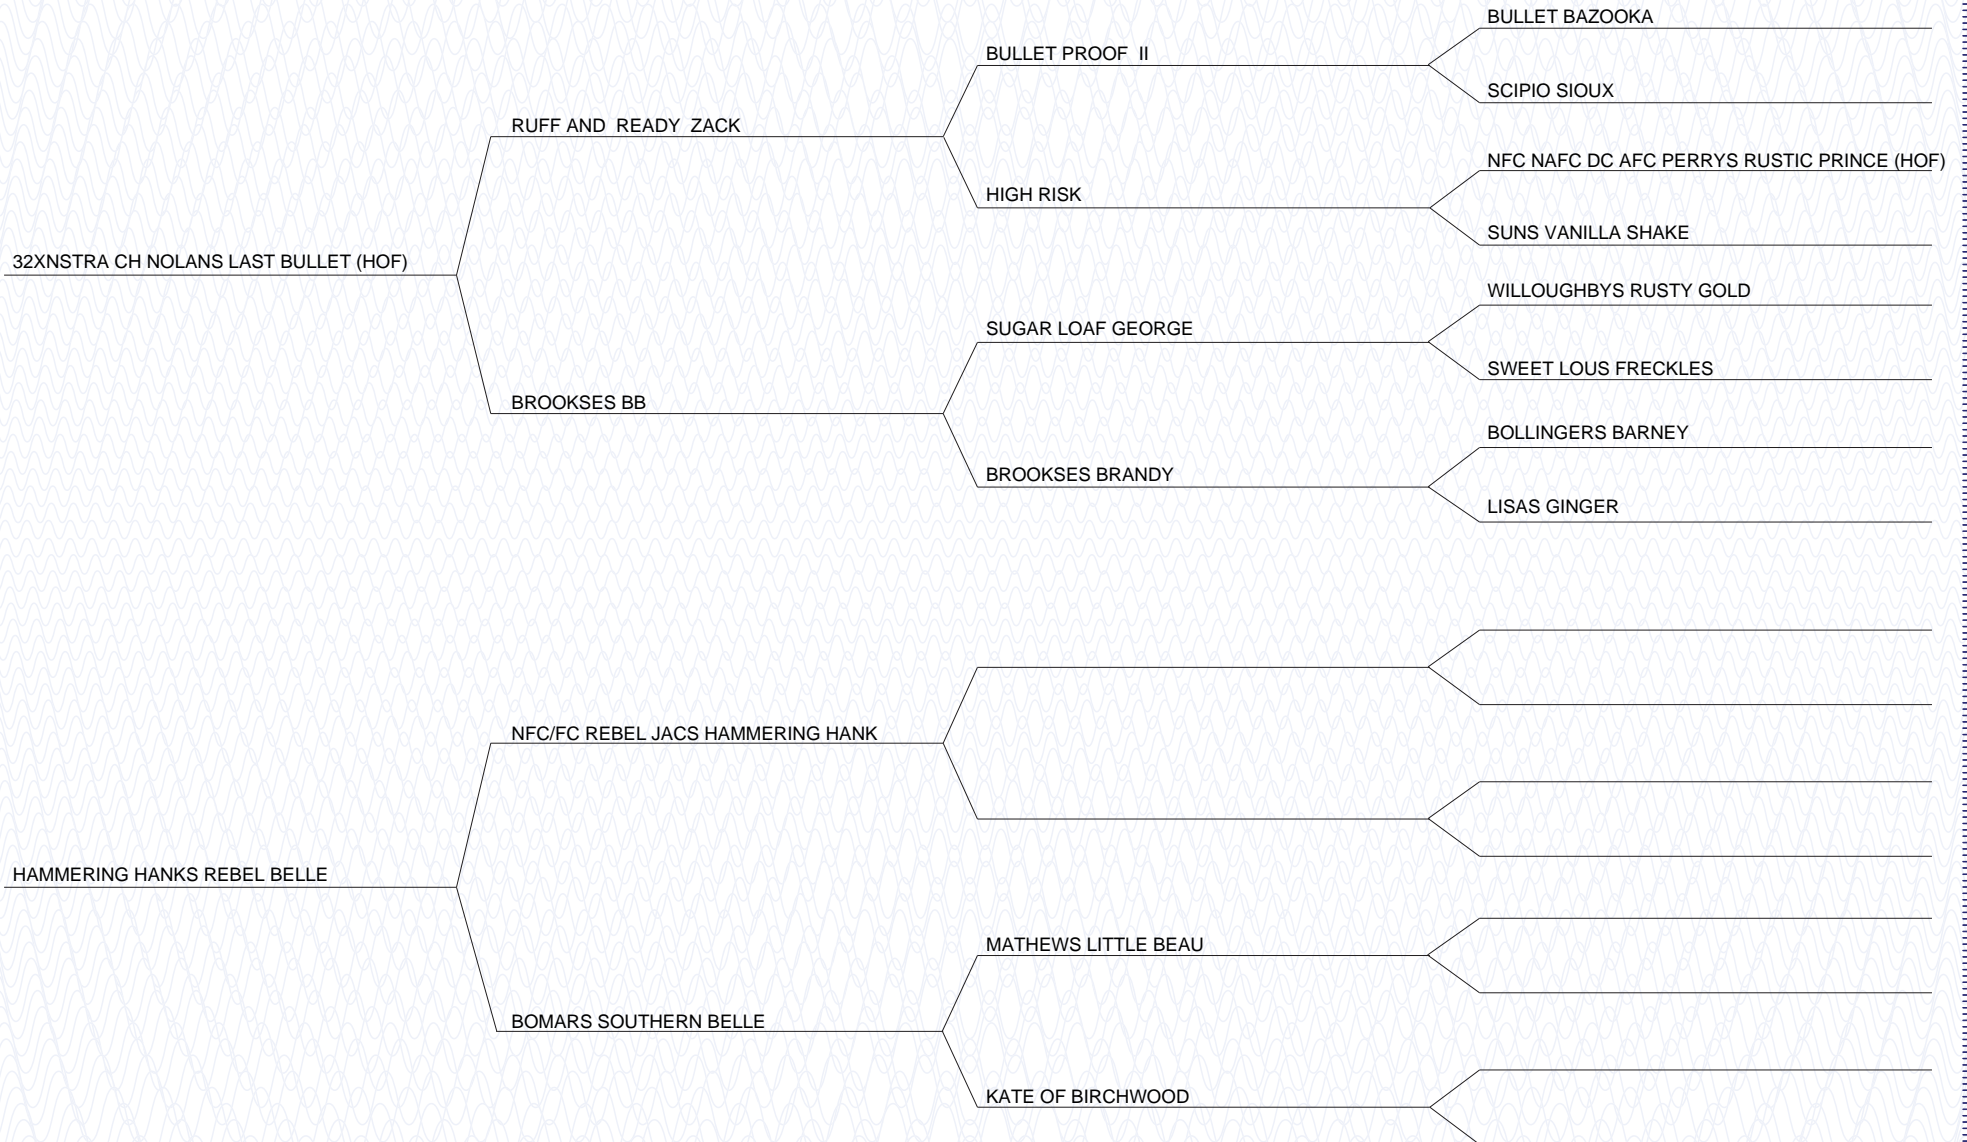 BULLET BAZOOKA
BULLET PROOF  II
SCIPIO SIOUX
RUFF AND  READY  ZACK
NFC NAFC DC AFC PERRYS RUSTIC PRINCE (HOF)
HIGH RISK
SUNS VANILLA SHAKE
32XNSTRA CH NOLANS LAST BULLET (HOF)
WILLOUGHBYS RUSTY GOLD
SUGAR LOAF GEORGE
SWEET LOUS FRECKLES
BROOKSES BB
BOLLINGERS BARNEY
BROOKSES BRANDY
LISAS GINGER
NFC/FC REBEL JACS HAMMERING HANK
HAMMERING HANKS REBEL BELLE
MATHEWS LITTLE BEAU
BOMARS SOUTHERN BELLE
KATE OF BIRCHWOOD